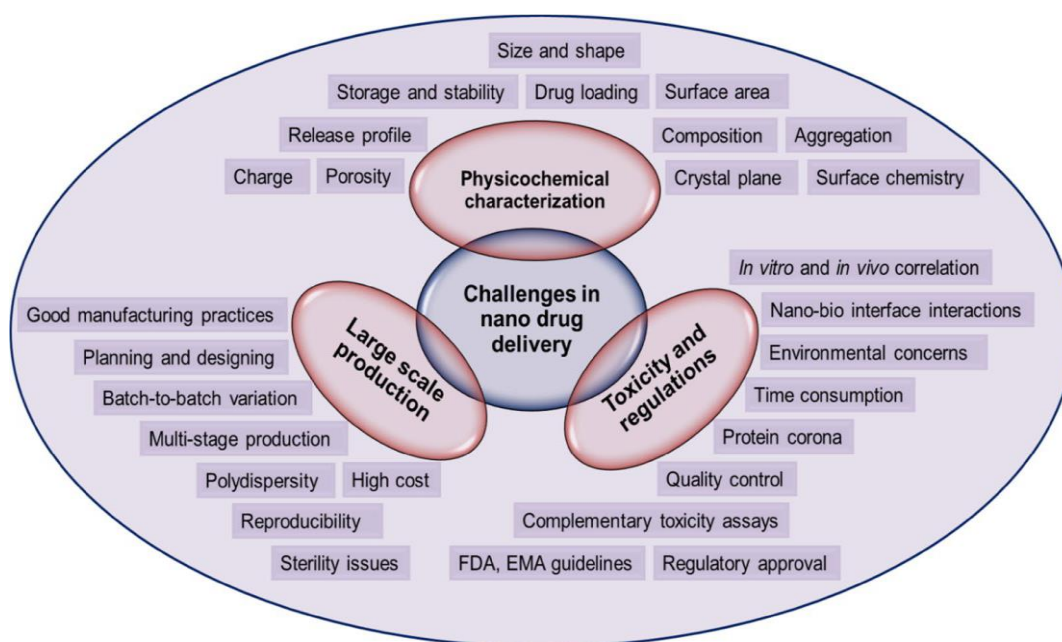 Size and shape
Storage and stability
Drug loading
Surface area
Release profile
Composition
Aggregation
Charge
Porosity
Crystal plane
Surface chemistry
Physicochemical
characterization
Challenges in
nano drug
delivery
Large scale
production
Good manufacturing practices
Planning and designing
Batch-to-batch variation
Multi-stage production
Polydispersity
High cost
Reproducibility
Sterility issues
Toxicity and
regulations
In vitro and in vivo correlation
Nano-bio interface interactions
Environmental concerns
Time consumption
Protein corona
Quality control
Complementary toxicity assays
FDA, EMA guidelines
Regulatory approval